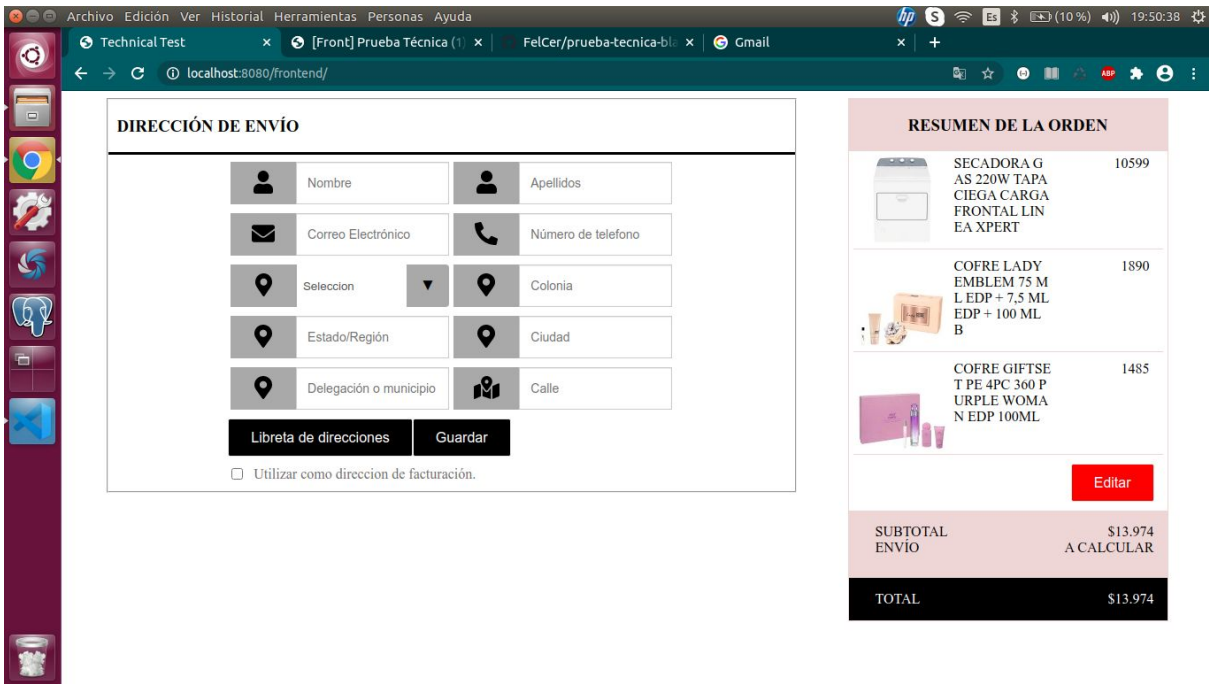 Archivo Edición Ver Historial Herramientas Personas Ayuda
hp S Es (10 %) 19:50:38
Technical Test
[Front] Prueba Técnica (1)
FelCer/prueba-tecnica-bla
G Gmail
localhost:8080/frontend/
ABP
DIRECCIÓN DE ENVÍO
Nombre
Apellidos
Correo Electrónico
Número de telefono
Seleccion
Colonia
Estado/Región
Ciudad
Delegación o municipio
Calle
Libreta de direcciones
Guardar
Utilizar como direccion de facturación.
RESUMEN DE LA ORDEN
SECADORA G 10599
AS 220W TAPA
CIEGA CARGA
FRONTAL LIN
EA XPERT
COFRE LADY 1890
EMBLEM 75 M
L EDP + 7,5 ML
EDP + 100 ML
B
COFRE GIFTSE 1485
T PE 4PC 360 P
URPLE WOMA
N EDP 100ML
Editar
SUBTOTAL $13.974
ENVÍO A CALCULAR
TOTAL $13.974